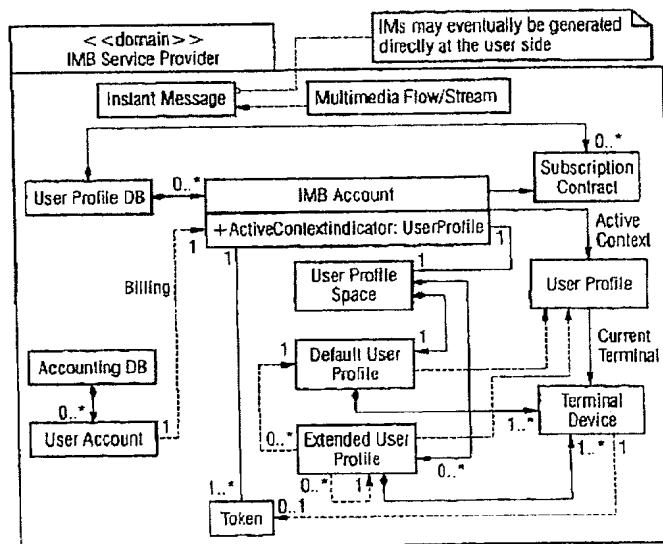 IMs may eventually be generated
directly at the user side
<<domain>>
IMB Service Provider
Instant Message
Multimedia Flow/Stream
0..*
User Profile DB
0..*
IMB Account
Subscription
Contract
+ActiveContextindicator: UserProfile
1
1
1
Active
Context
Billing
User Profile
Space
1
User Profile
1
Default User
Profile
1
Current
Terminal
Accounting DB
0..*
User Account
1
0..*
Extended User
Profile
1..*
Terminal
Device
0..*
1
0..*
1..*
1
1..*
Token
0..1